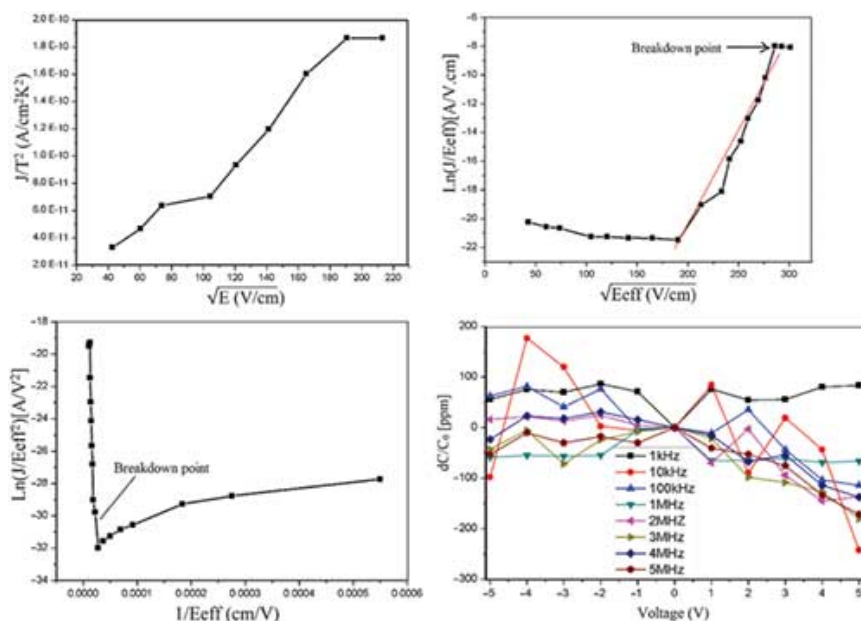 2.0 E-10
1.8 E-10
1.6 E-10
1.4 E-10
1.2 E-10
1.0 E-10
8.0 E-11
6.0 E-11
4.0 E-11
2.0 E-11
J/T² (A/cm²K²)
20 40 60 80 100 120 140 160 180 200 220
√E (V/cm)
−6
−8
−10
−12
−14
−16
−18
−20
−22
Ln(J/Eeff)[A/V.cm)
Breakdown point
0 50 100 150 200 250 300
√Eeff (V/cm)
−18
−20
−22
−24
−26
−28
−30
−32
−34
Ln(J/Eeff²)[A/V²]
Breakdown point
0.0000 0.0001 0.0002 0.0003 0.0004 0.0005 0.0006
1/Eeff (cm/V)
200
100
0
−100
−200
−300
dC/C₀ [ppm]
1kHz
10kHz
100kHz
1MHz
2MHZ
3MHz
4MHz
5MHz
−5 −4 −3 −2 −1 0 1 2 3 4 5
Voltage (V)